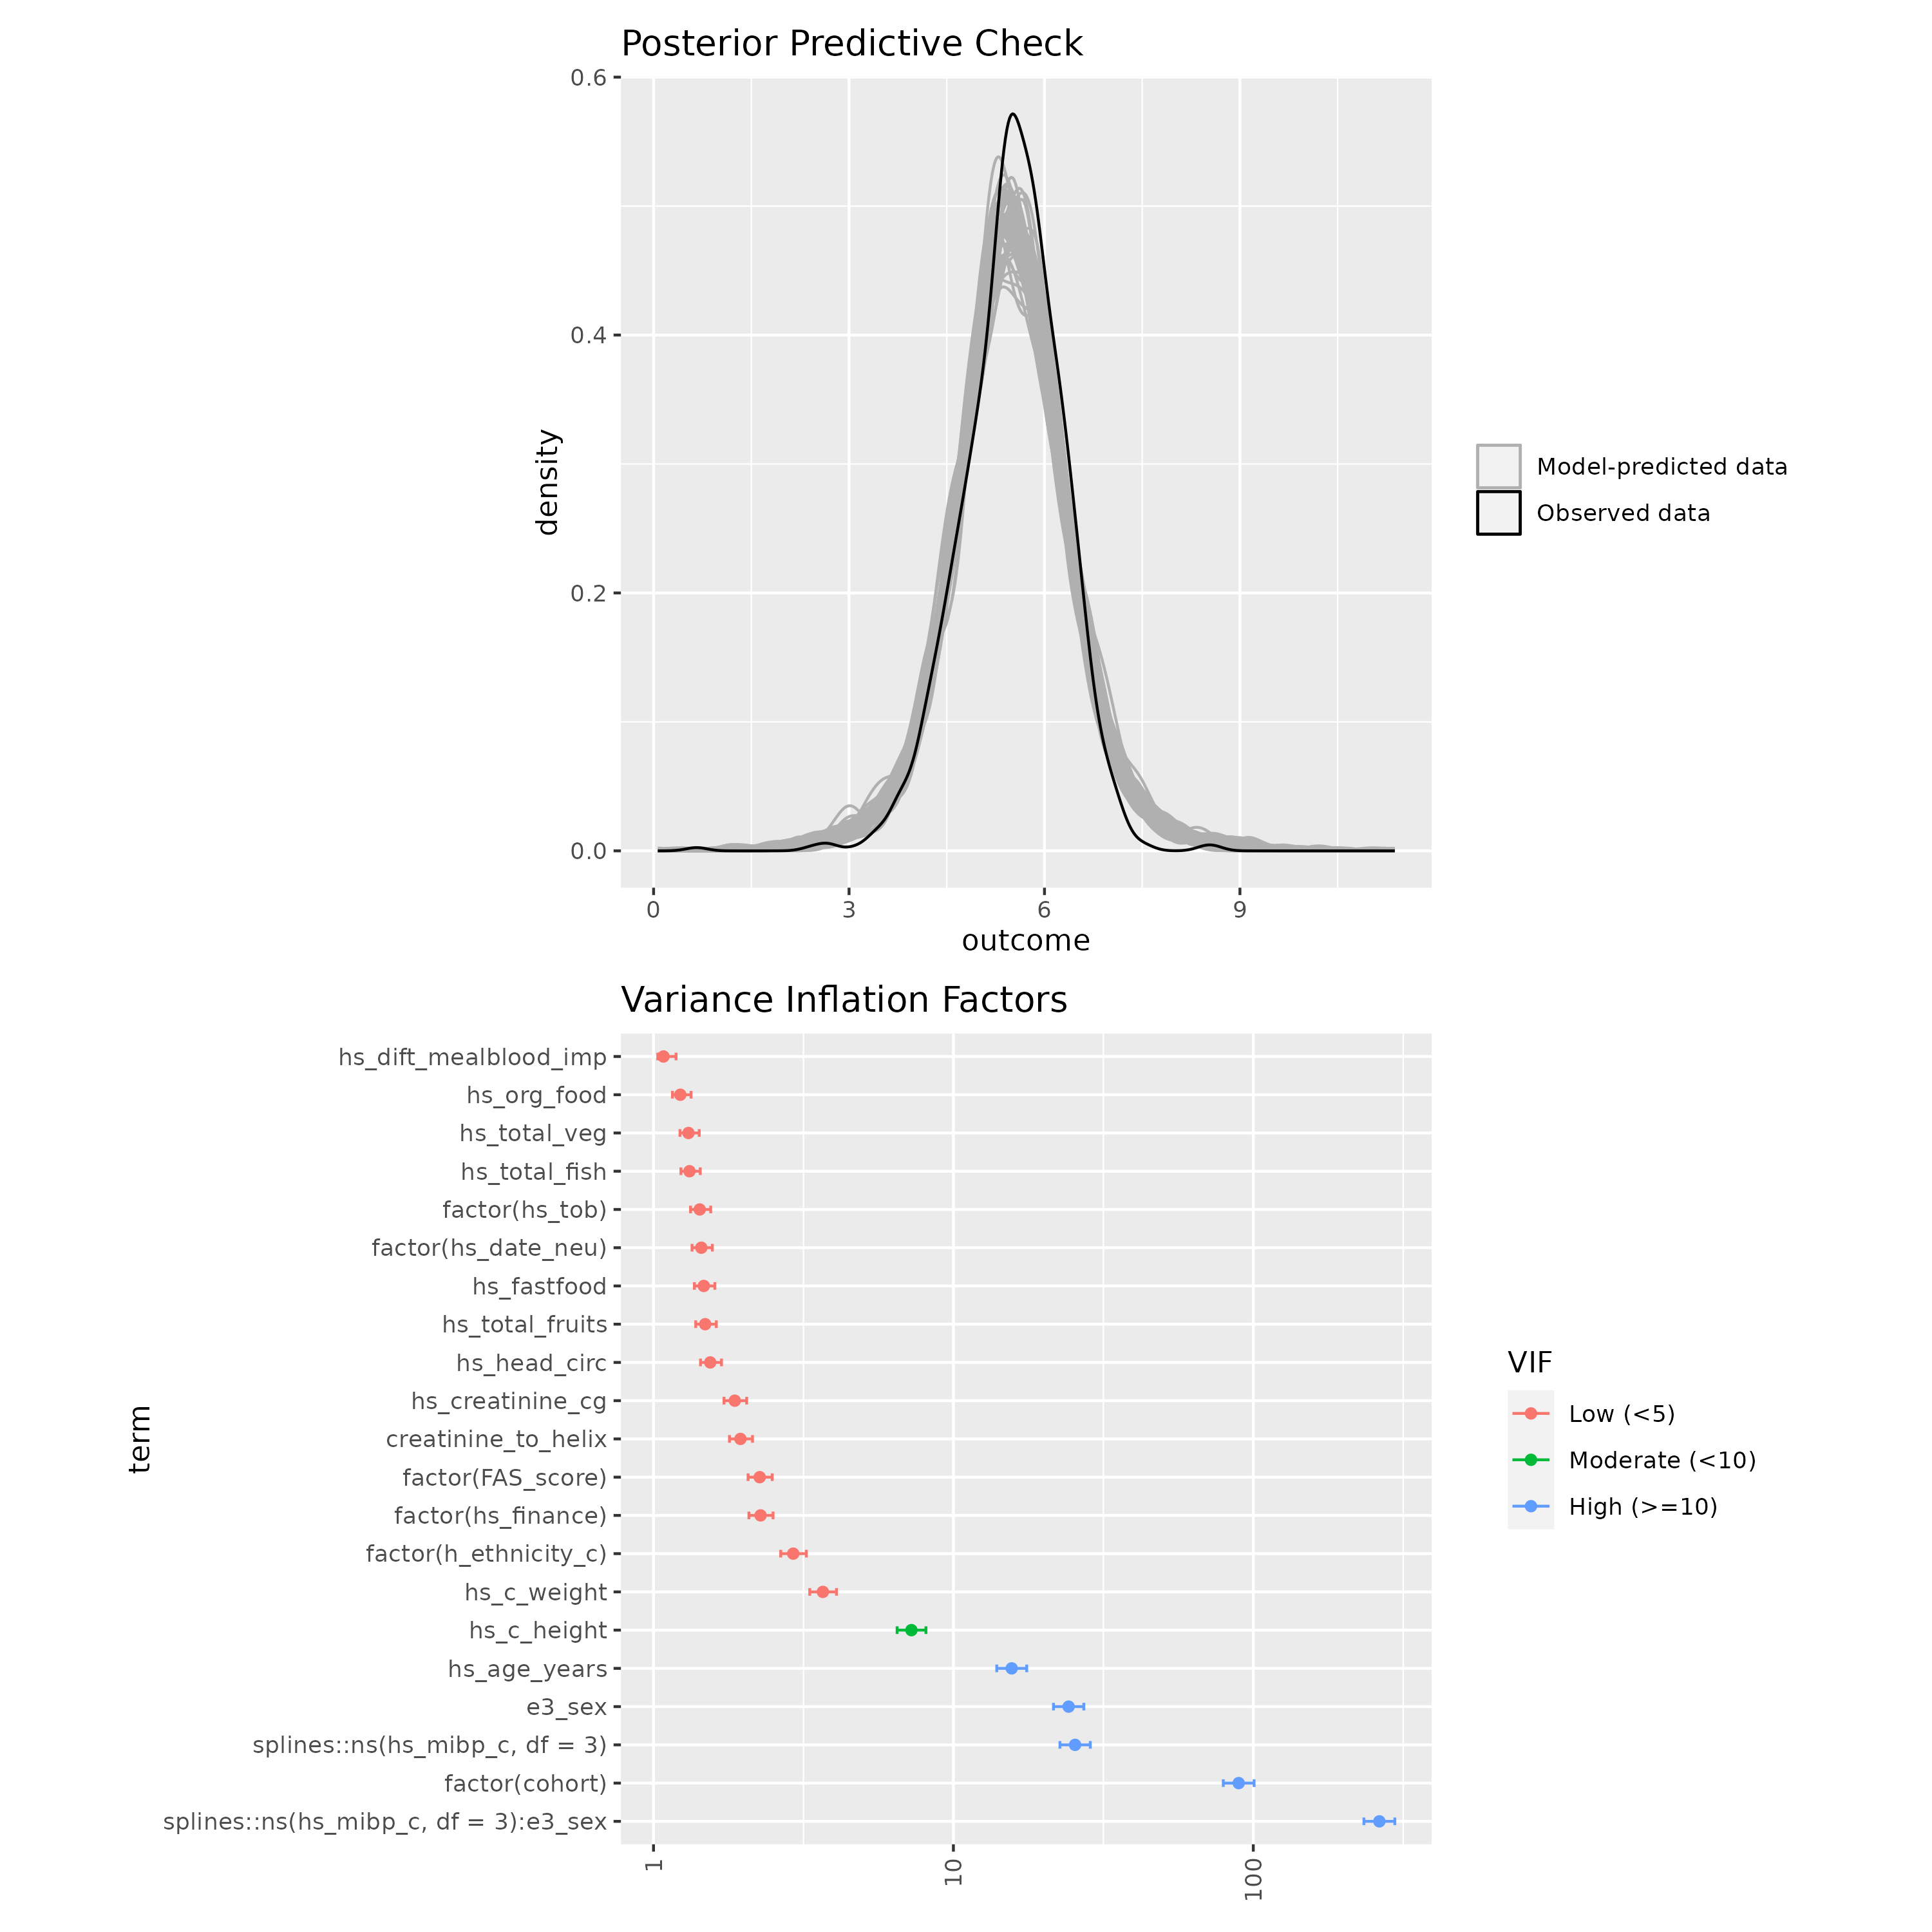 Posterior Predictive Check
0.6
0.4
0.2
0.0
density
0 3 6 9
outcome
Model-predicted data
Observed data
Variance Inflation Factors
term
hs_dift_mealblood_imp
hs_org_food
hs_total_veg
hs_total_fish
factor(hs_tob)
factor(hs_date_neu)
hs_fastfood
hs_total_fruits
hs_head_circ
hs_creatinine_cg
creatinine_to_helix
factor(FAS_score)
factor(hs_finance)
factor(h_ethnicity_c)
hs_c_weight
hs_c_height
hs_age_years
e3_sex
splines::ns(hs_mibp_c, df = 3)
factor(cohort)
splines::ns(hs_mibp_c, df = 3):e3_sex
1 10 100
VIF
Low (<5)
Moderate (<10)
High (>=10)